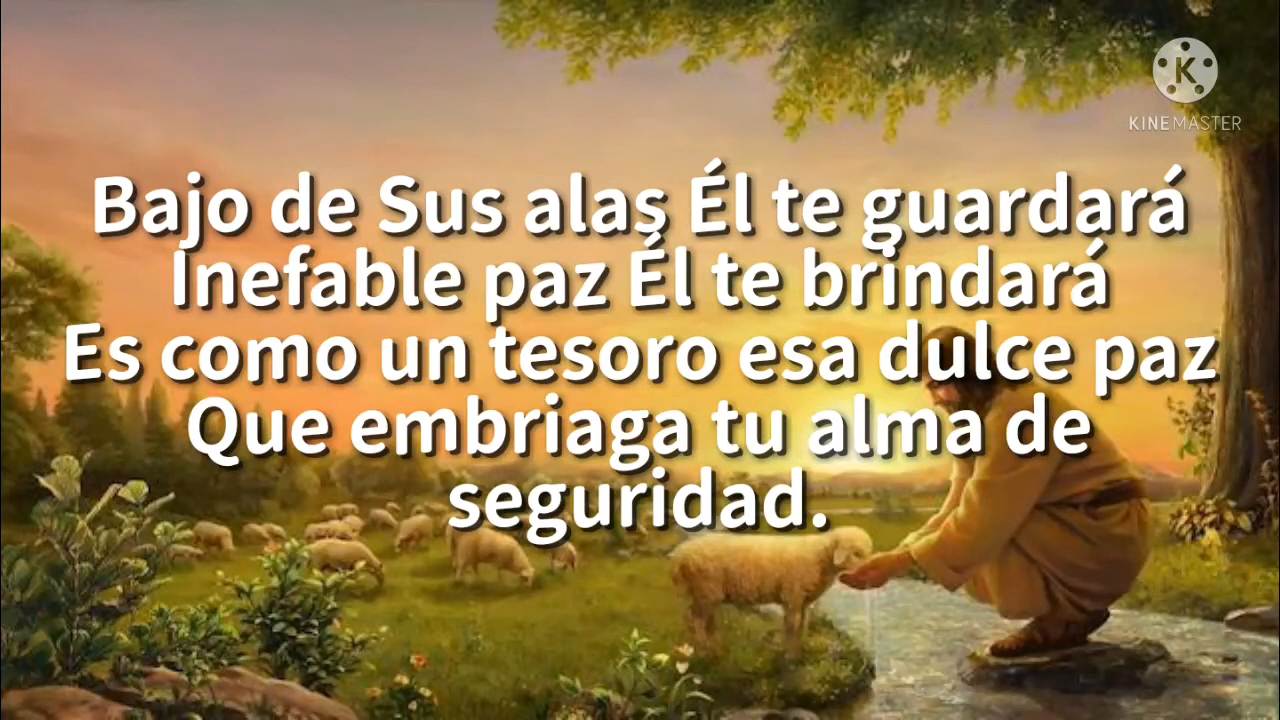 KINEMASTER
Bajo de Sus alas Él te guardará
Inefable paz Él te brindará
Es como un tesoro esa dulce paz
Que embriaga tu alma de
seguridad.